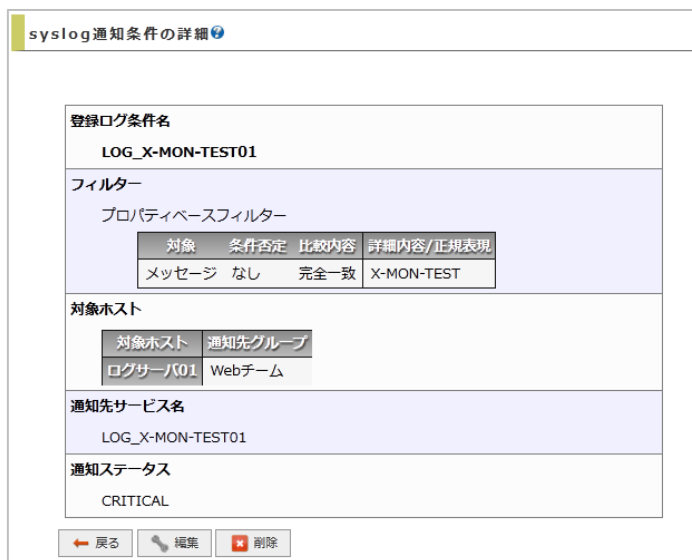 syslog通知条件の詳細?
登録ログ条件名
LOG_X-MON-TEST01
フィルター
プロパティベースフィルター
対象 条件否定 比較内容 詳細内容/正規表現
メッセージ なし 完全一致 X-MON-TEST
対象ホスト
対象ホスト 通知先グループ
ログサーバ01 Webチーム
通知先サービス名
LOG_X-MON-TEST01
通知ステータス
CRITICAL
戻る 編集 削除